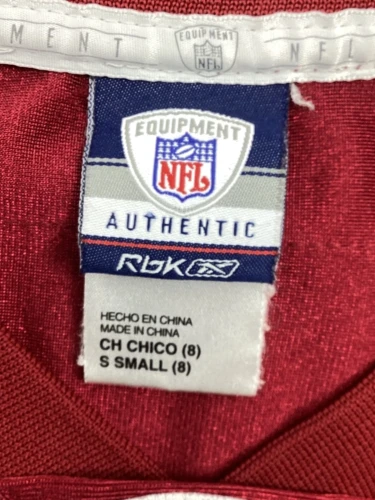 MENT
EQUIPMENT
NFL
NFL
EQUIPMENT
NFL
AUTHENTIC
Rbk
HECHO EN CHINA
MADE IN CHINA
CH CHICO (8)
S SMALL (8)